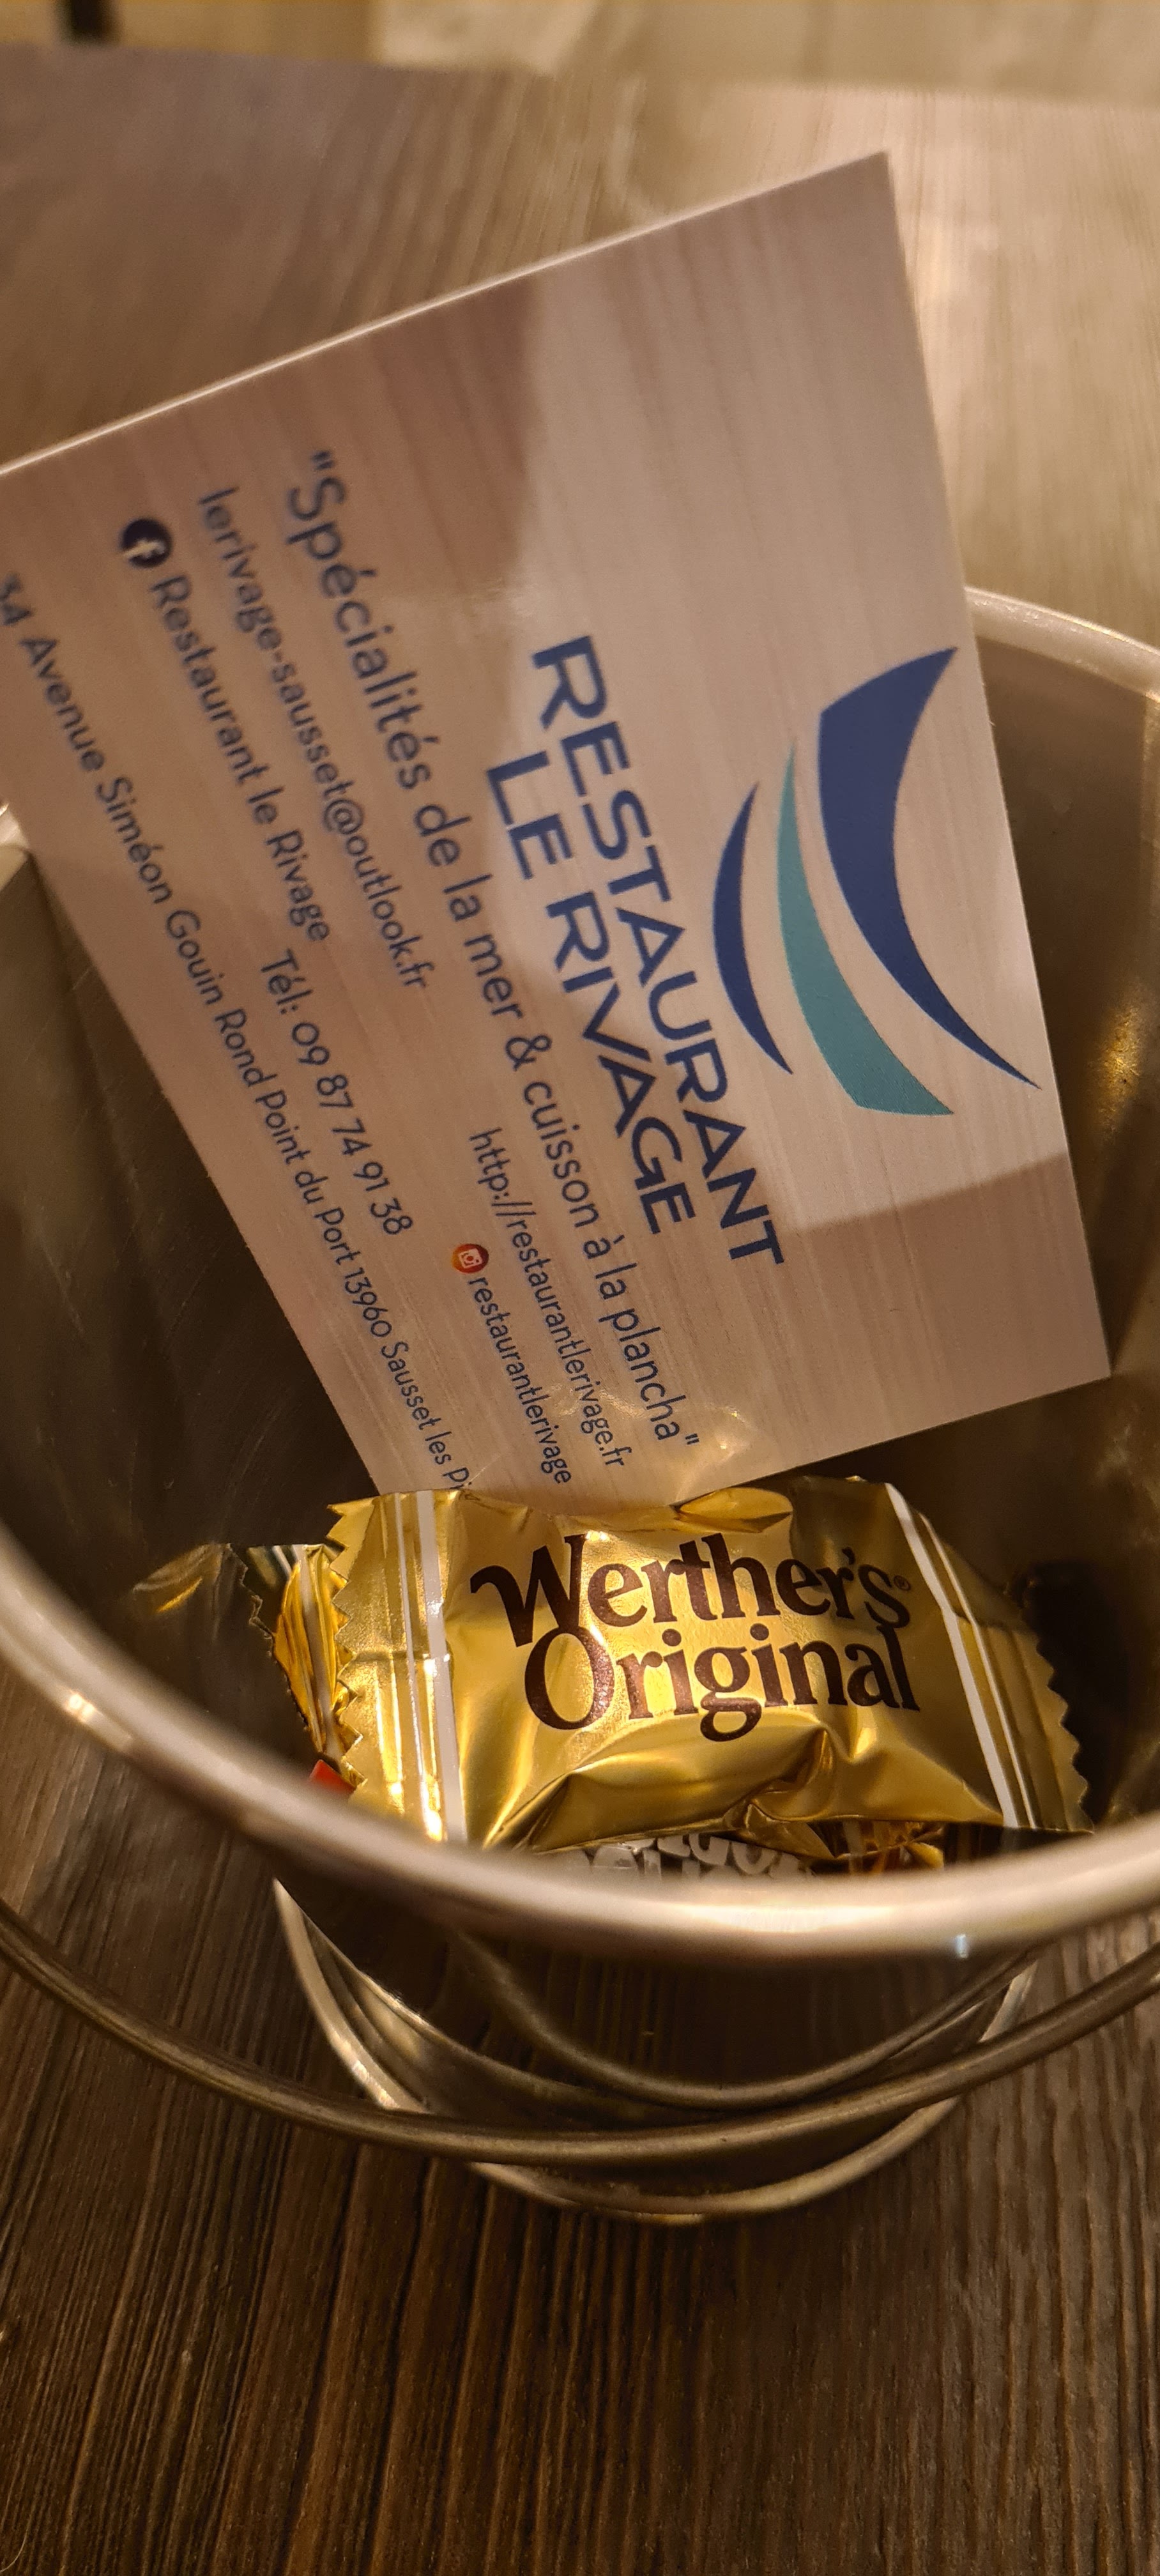 RESTAURANT
LE RIVAGE
"Spécialités de la mer & cuisson à la plancha"
lerivage-sausset@outlook.fr http://restaurantlerivage.fr
Restaurant le Rivage Tél: 09 87 74 91 38 restaurantlerivage
34 Avenue Siméon Gouin Rond Point du Port 13960 Sausset les
Werther's®
Original